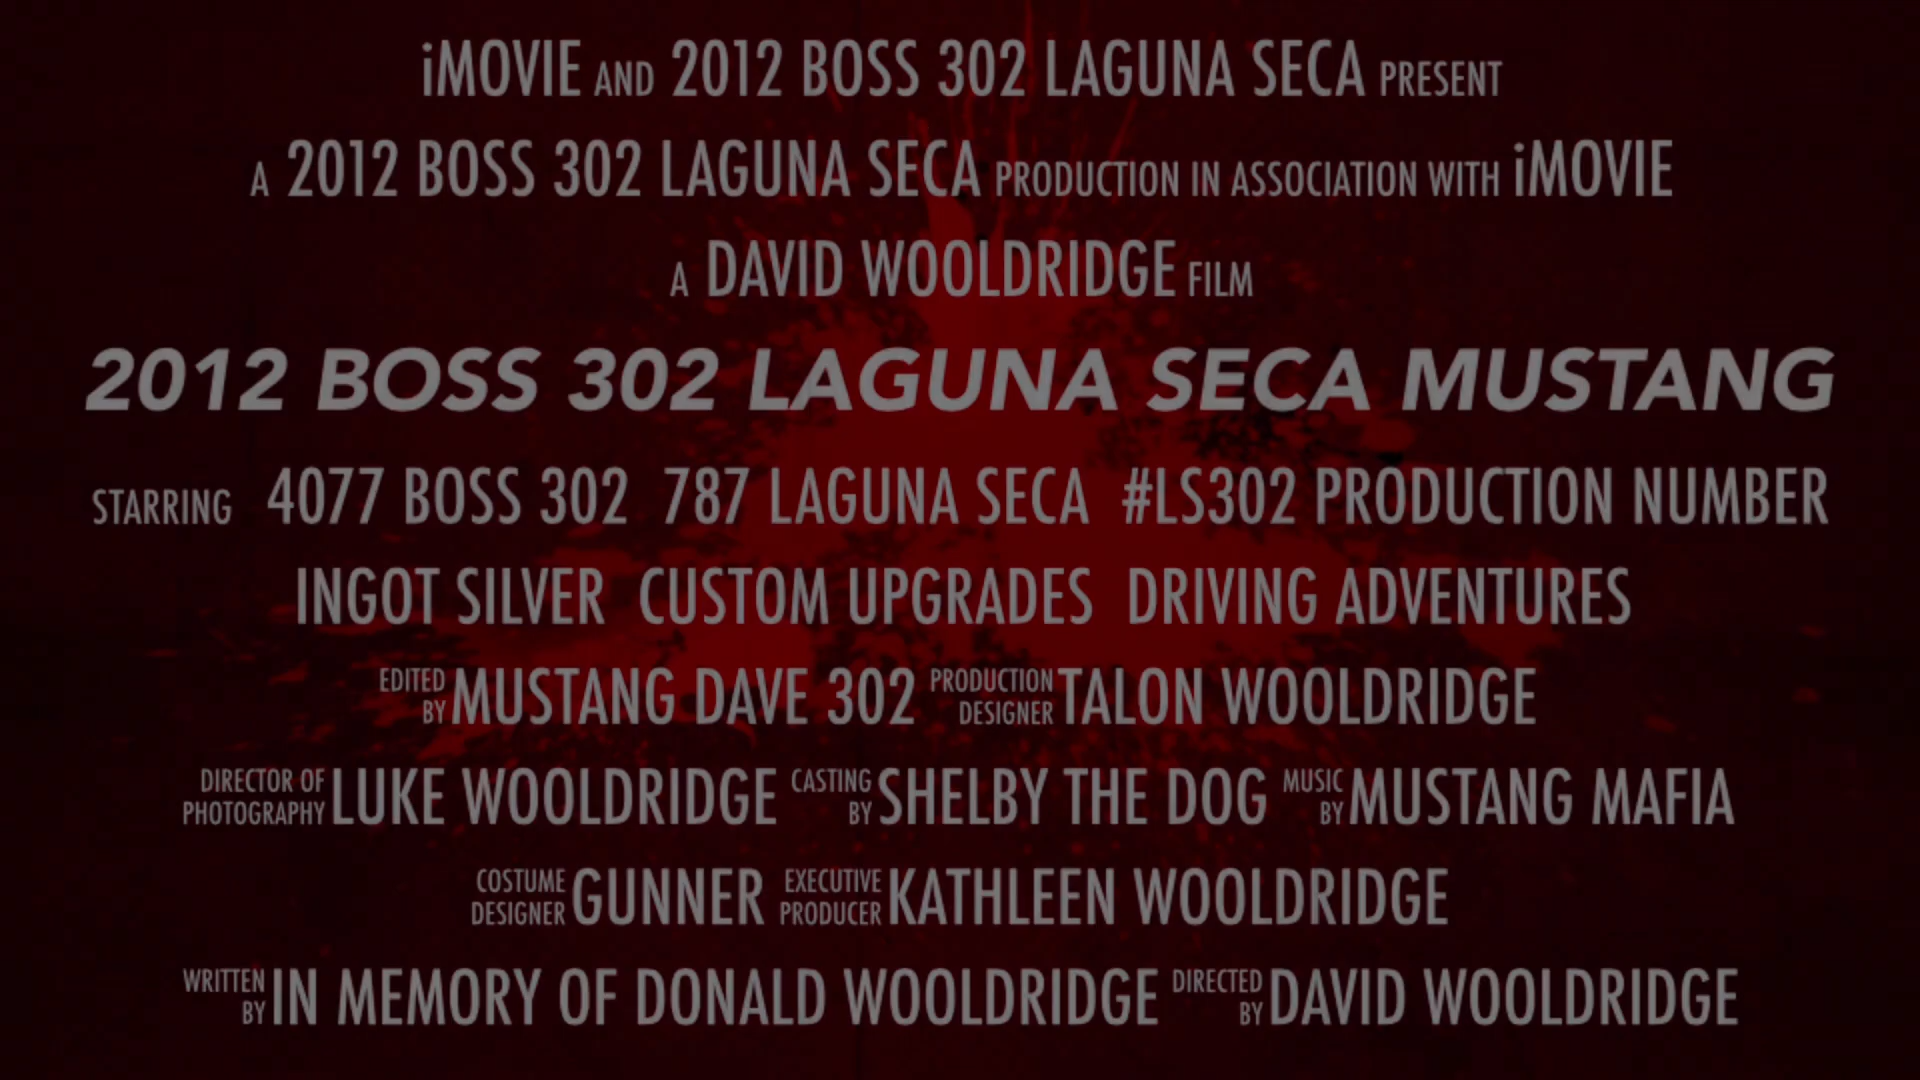 iMOVIE AND 2012 BOSS 302 LAGUNA SECA PRESENT
A 2012 BOSS 302 LAGUNA SECA PRODUCTION IN ASSOCIATION WITH iMOVIE
A DAVID WOOLDRIDGE FILM
2012 BOSS 302 LAGUNA SECA MUSTANG
STARRING 4077 BOSS 302 787 LAGUNA SECA #LS302 PRODUCTION NUMBER
INGOT SILVER CUSTOM UPGRADES DRIVING ADVENTURES
EDITED BY MUSTANG DAVE 302 PRODUCTION DESIGNER TALON WOOLDRIDGE
DIRECTOR OF PHOTOGRAPHY LUKE WOOLDRIDGE CASTING BY SHELBY THE DOG MUSIC BY MUSTANG MAFIA
COSTUME DESIGNER GUNNER EXECUTIVE PRODUCER KATHLEEN WOOLDRIDGE
WRITTEN BY IN MEMORY OF DONALD WOOLDRIDGE DIRECTED BY DAVID WOOLDRIDGE